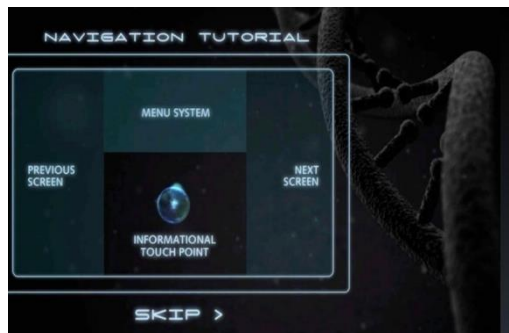 NAVIGATION TUTORIAL
MENU SYSTEM
PREVIOUS
SCREEN
NEXT
SCREEN
INFORMATIONAL
TOUCH POINT
SKIP >